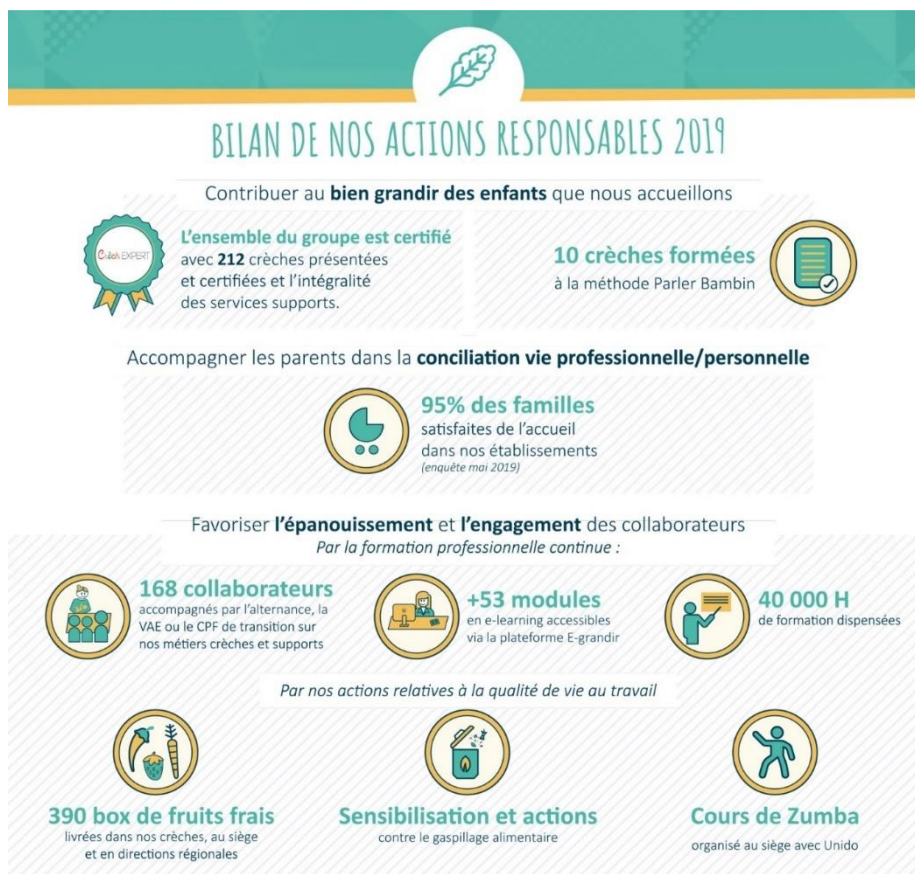 BILAN DE NOS ACTIONS RESPONSABLES 2019
Contribuer au bien grandir des enfants que nous accueillons
Crèch'EXPERT
L'ensemble du groupe est certifié
avec 212 crèches présentées
et certifiées et l'intégralité
des services supports.
10 crèches formées
à la méthode Parler Bambin
Accompagner les parents dans la conciliation vie professionnelle/personnelle
95% des familles
satisfaites de l'accueil
dans nos établissements
(enquête mai 2019)
Favoriser l'épanouissement et l'engagement des collaborateurs
Par la formation professionnelle continue :
168 collaborateurs
accompagnés par l'alternance, la
VAE ou le CPF de transition sur
nos métiers crèches et supports
+53 modules
en e-learning accessibles
via la plateforme E-grandir
40 000 H
de formation dispensées
Par nos actions relatives à la qualité de vie au travail
390 box de fruits frais
livrées dans nos crèches, au siège
et en directions régionales
Sensibilisation et actions
contre le gaspillage alimentaire
Cours de Zumba
organisé au siège avec Unido